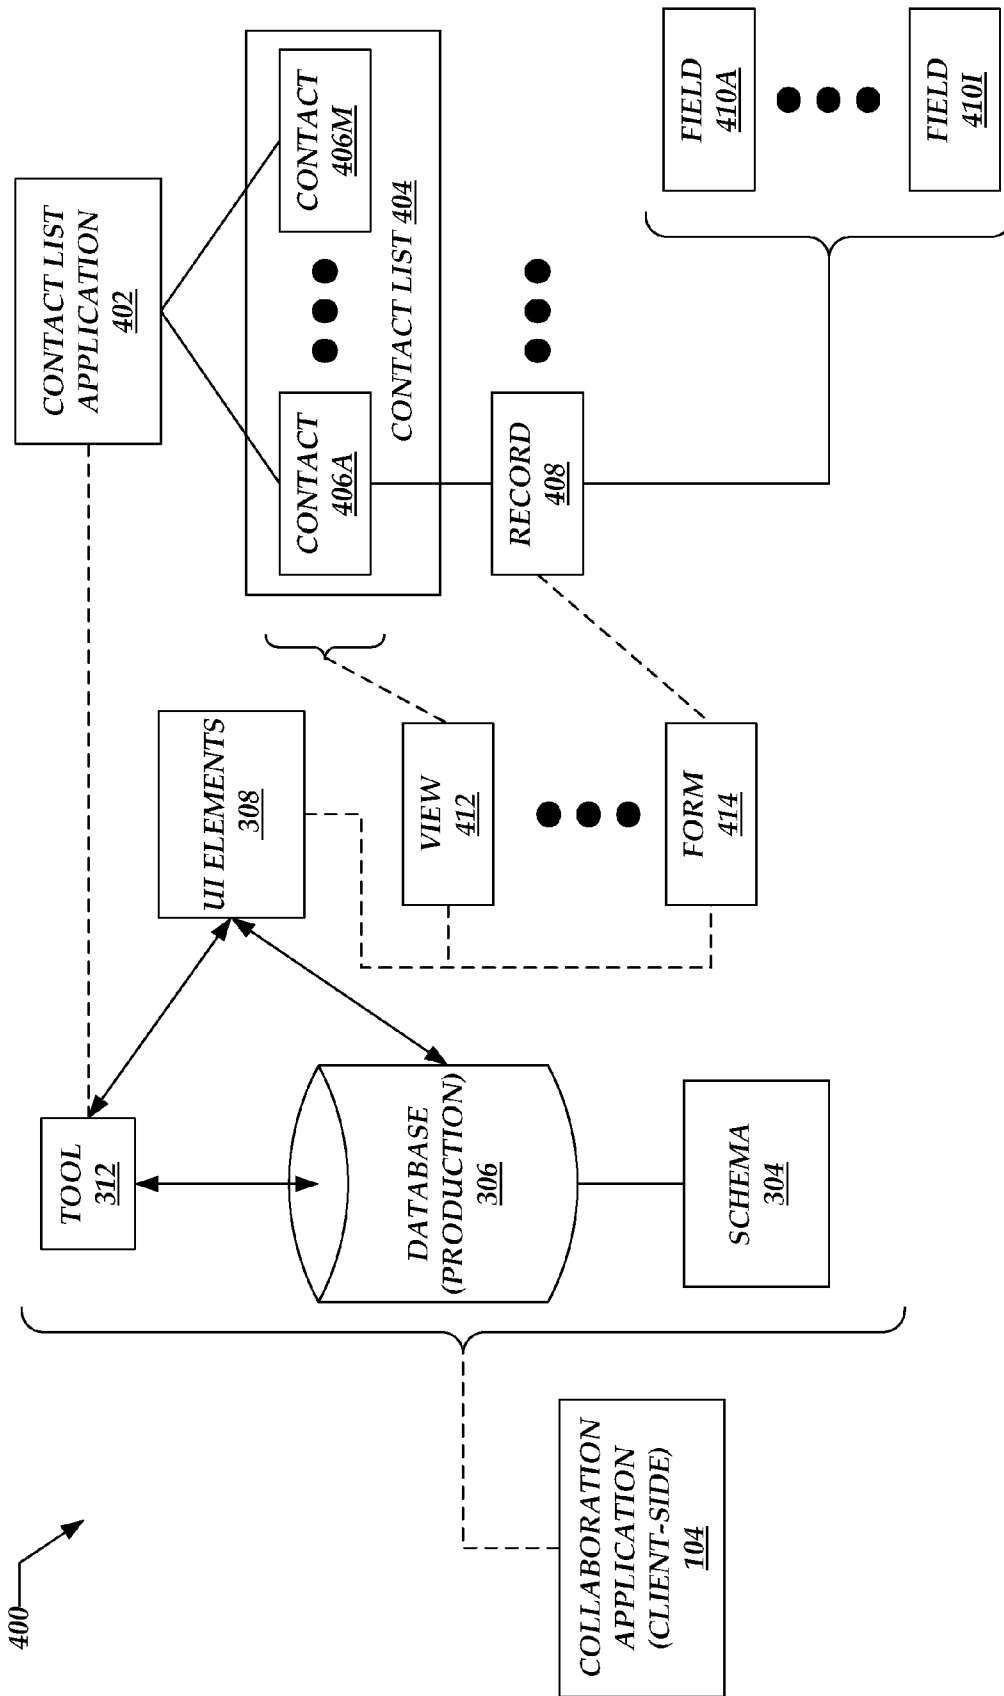 400
COLLABORATION
APPLICATION
(CLIENT-SIDE)
104
TOOL
312
DATABASE
(PRODUCTION)
306
SCHEMA
304
UI ELEMENTS
308
VIEW
412
FORM
414
CONTACT LIST
APPLICATION
402
CONTACT
406A
CONTACT
406M
CONTACT LIST 404
RECORD
408
FIELD
410A
FIELD
410I